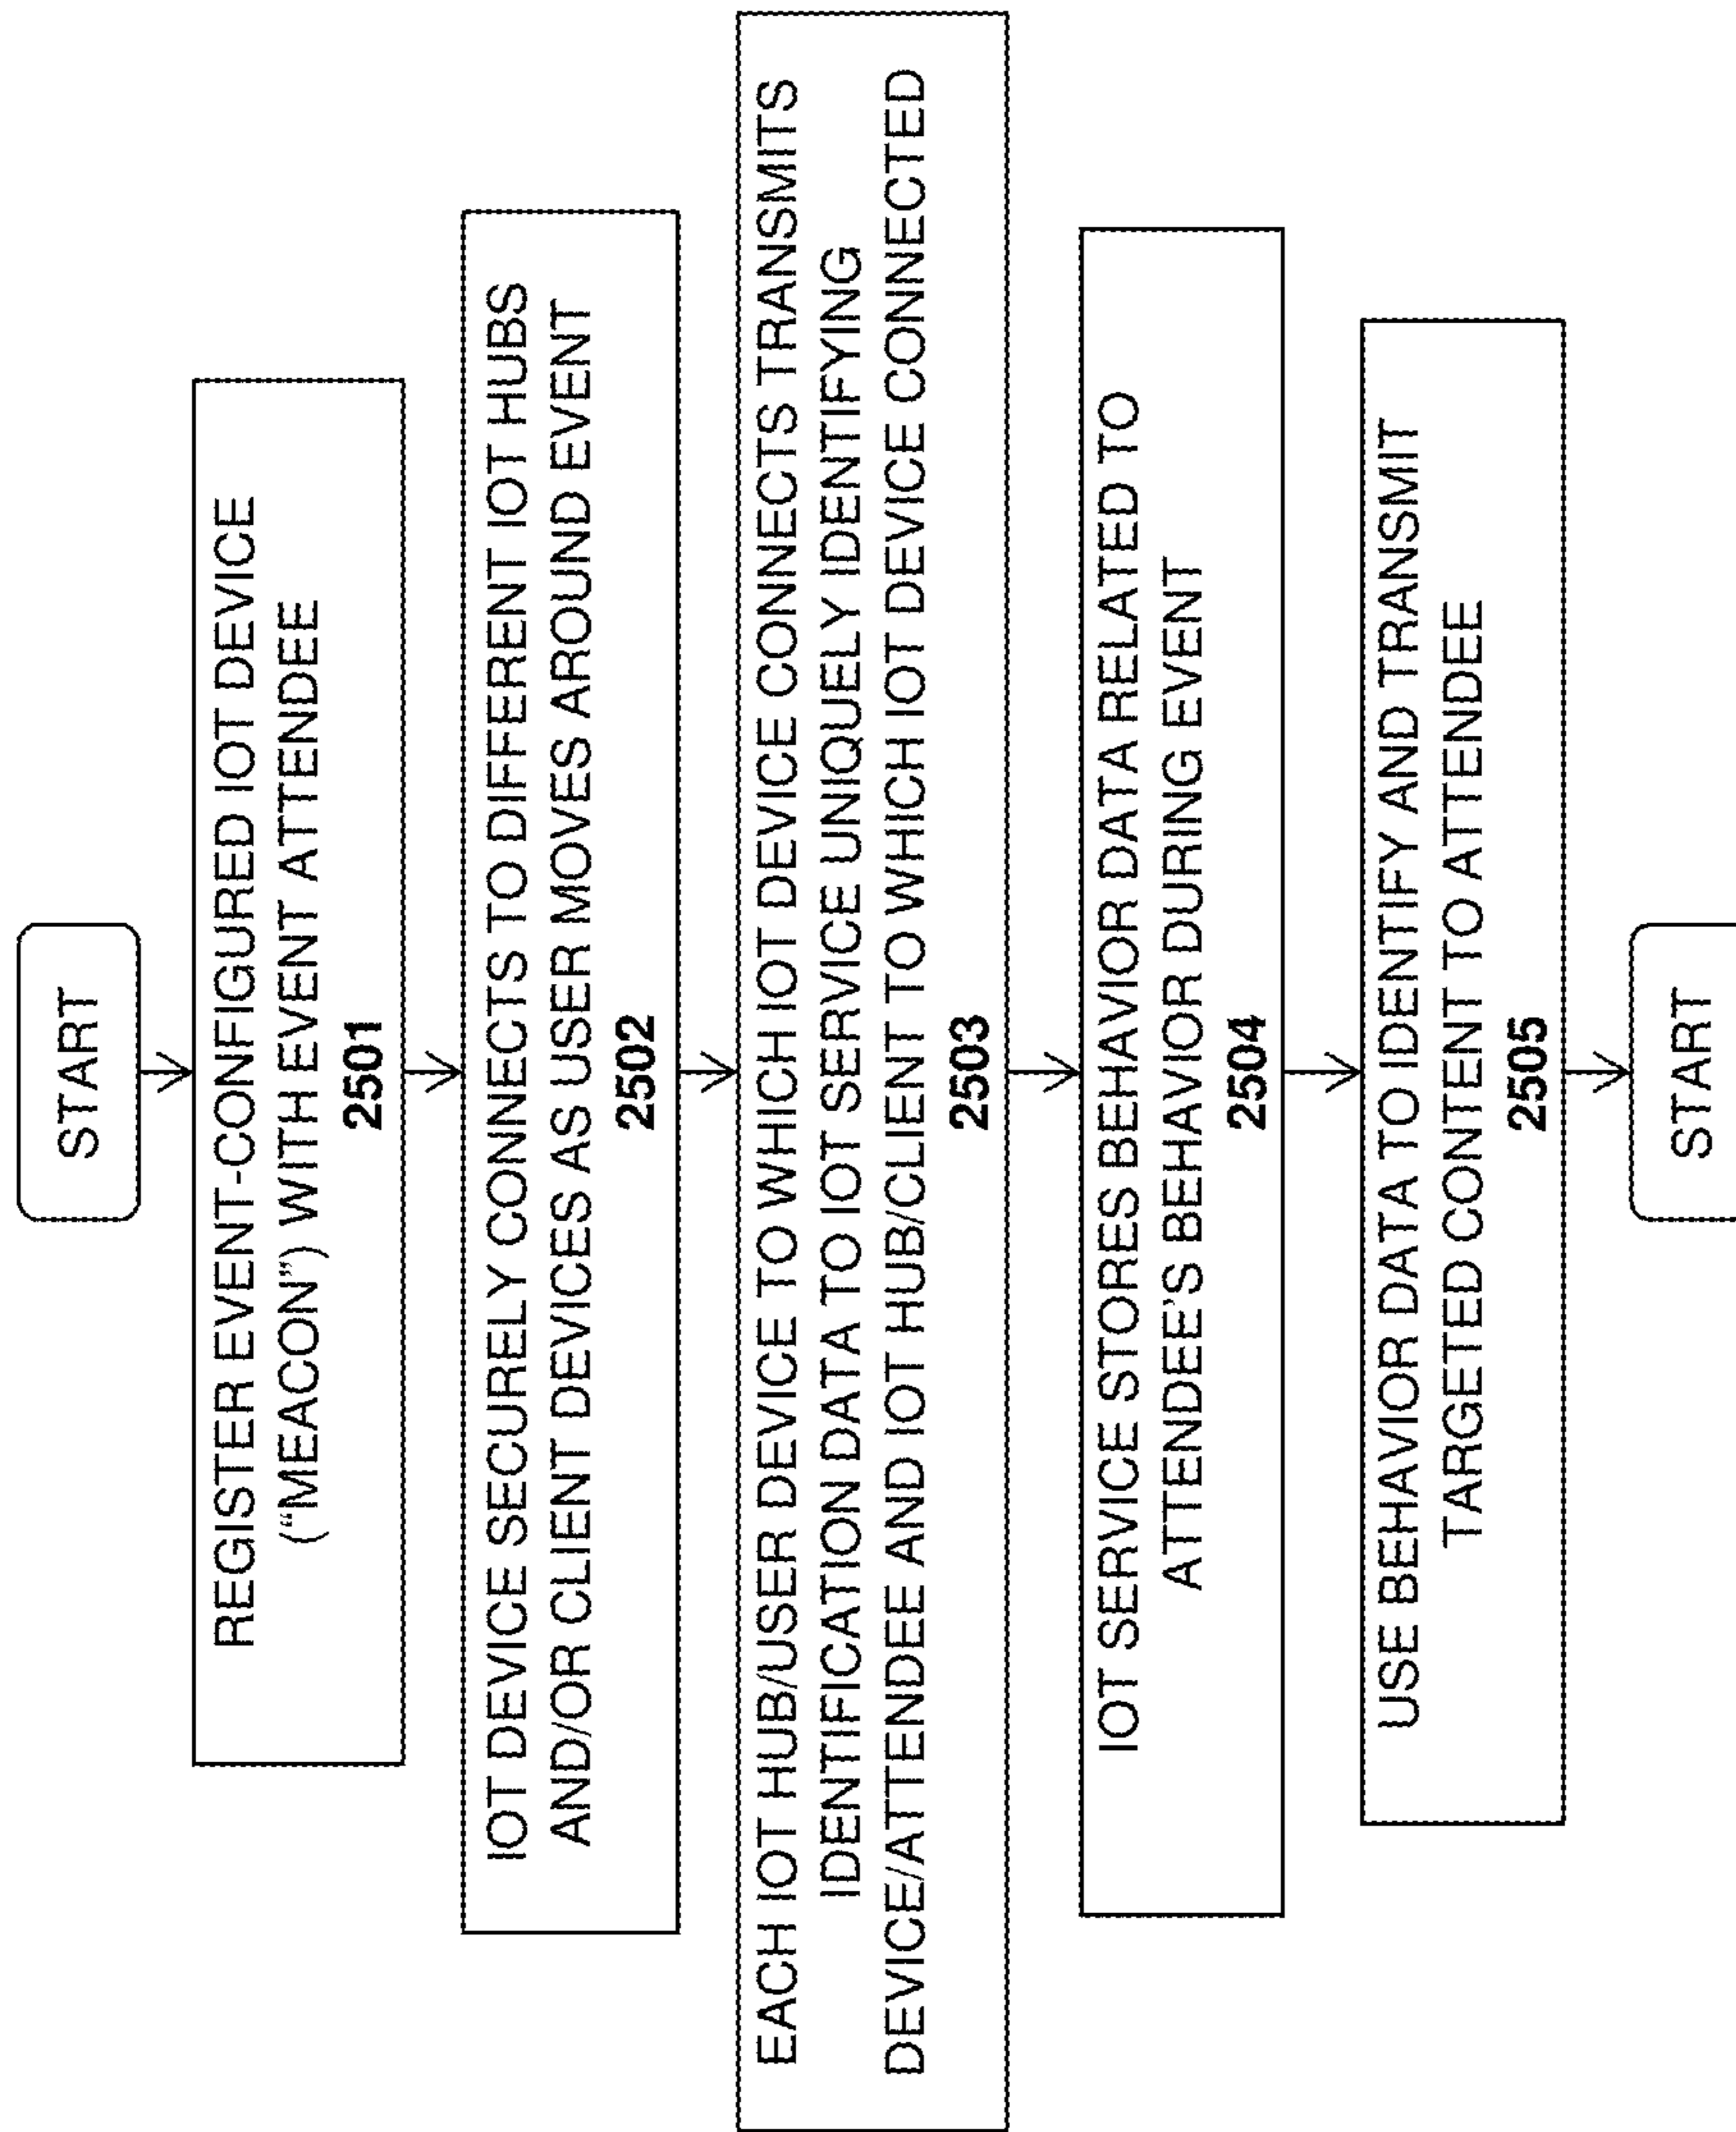 START
REGISTER EVENT-CONFIGURED IOT DEVICE
("MEACON") WITH EVENT ATTENDEE
2501
IOT DEVICE SECURELY CONNECTS TO DIFFERENT IOT HUBS
AND/OR CLIENT DEVICES AS USER MOVES AROUND EVENT
2502
EACH IOT HUB/USER DEVICE TO WHICH IOT DEVICE CONNECTS TRANSMITS
IDENTIFICATION DATA TO IOT SERVICE UNIQUELY IDENTIFYING
DEVICE/ATTENDEE AND IOT HUB/CLIENT TO WHICH IOT DEVICE CONNECTED
2503
IOT SERVICE STORES BEHAVIOR DATA RELATED TO
ATTENDEE'S BEHAVIOR DURING EVENT
2504
USE BEHAVIOR DATA TO IDENTIFY AND TRANSMIT
TARGETED CONTENT TO ATTENDEE
2505
START